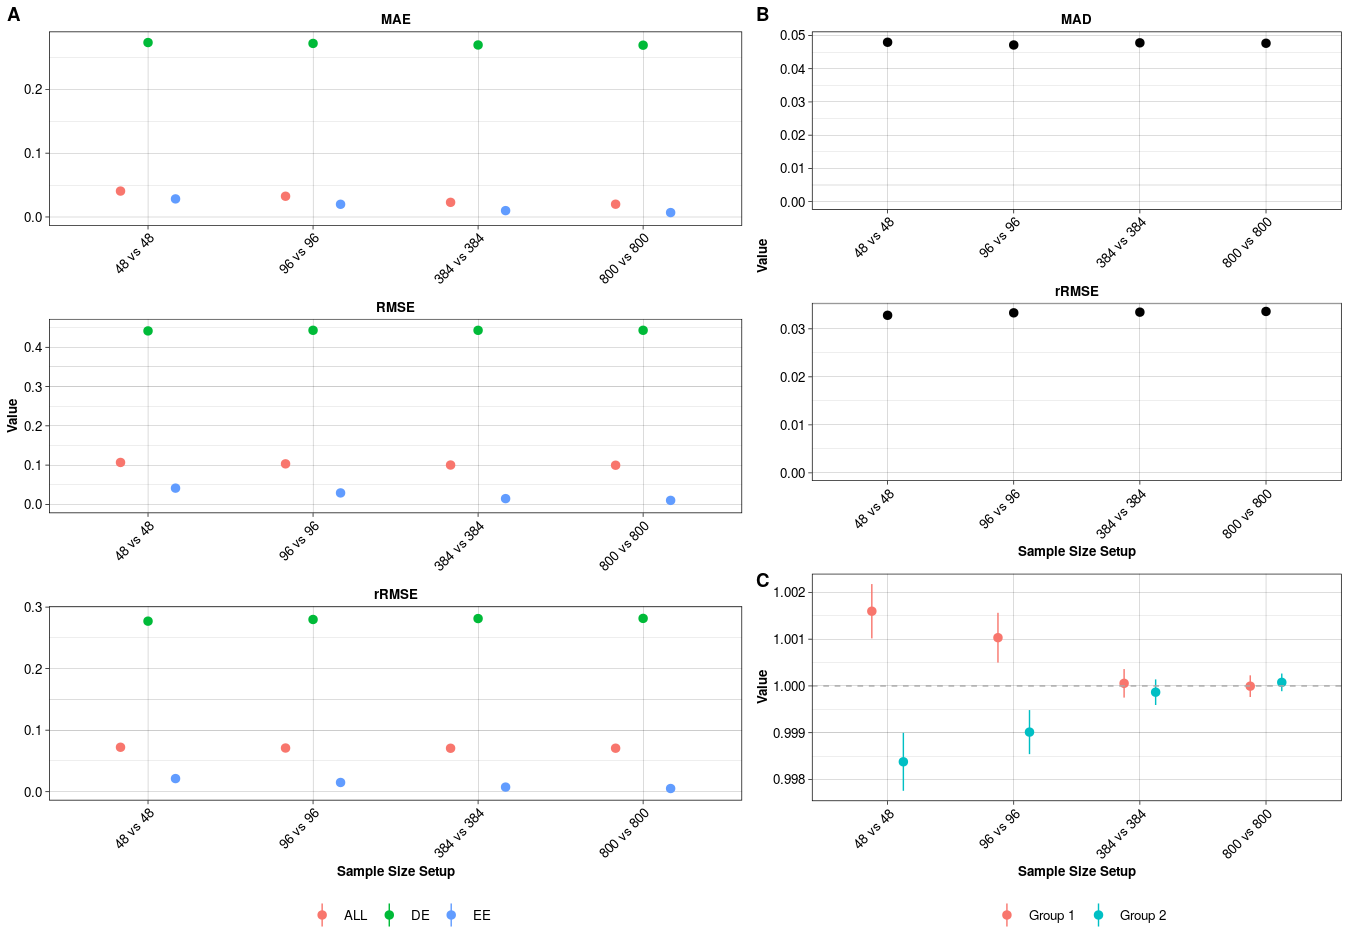 A
MAE
0.2
0.1
0.0
48 vs 48
96 vs 96
384 vs 384
800 vs 800
RMSE
0.4
0.3
0.2
0.1
0.0
48 vs 48
96 vs 96
384 vs 384
800 vs 800
Value
rRMSE
0.3
0.2
0.1
0.0
48 vs 48
96 vs 96
384 vs 384
800 vs 800
Sample Size Setup
ALL DE EE
B
MAD
0.05
0.04
0.03
0.02
0.01
0.00
48 vs 48
96 vs 96
384 vs 384
800 vs 800
Value
rRMSE
0.03
0.02
0.01
0.00
48 vs 48
96 vs 96
384 vs 384
800 vs 800
Sample Size Setup
C
1.002
1.001
1.000
0.999
0.998
Value
48 vs 48
96 vs 96
384 vs 384
800 vs 800
Sample Size Setup
Group 1 Group 2